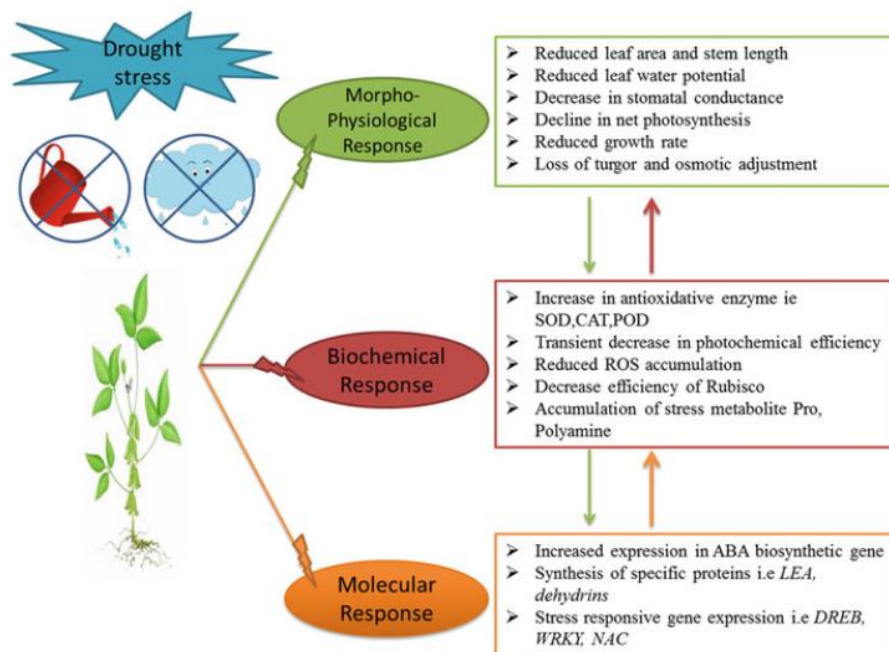 Drought
stress
Morpho-
Physiological
Response
➢ Reduced leaf area and stem length
➢ Reduced leaf water potential
➢ Decrease in stomatal conductance
➢ Decline in net photosynthesis
➢ Reduced growth rate
➢ Loss of turgor and osmotic adjustment
Biochemical
Response
➢ Increase in antioxidative enzyme ie
SOD,CAT,POD
➢ Transient decrease in photochemical efficiency
➢ Reduced ROS accumulation
➢ Decrease efficiency of Rubisco
➢ Accumulation of stress metabolite Pro,
Polyamine
Molecular
Response
➢ Increased expression in ABA biosynthetic gene
➢ Synthesis of specific proteins i.e LEA,
dehydrins
➢ Stress responsive gene expression i.e DREB,
WRKY, NAC